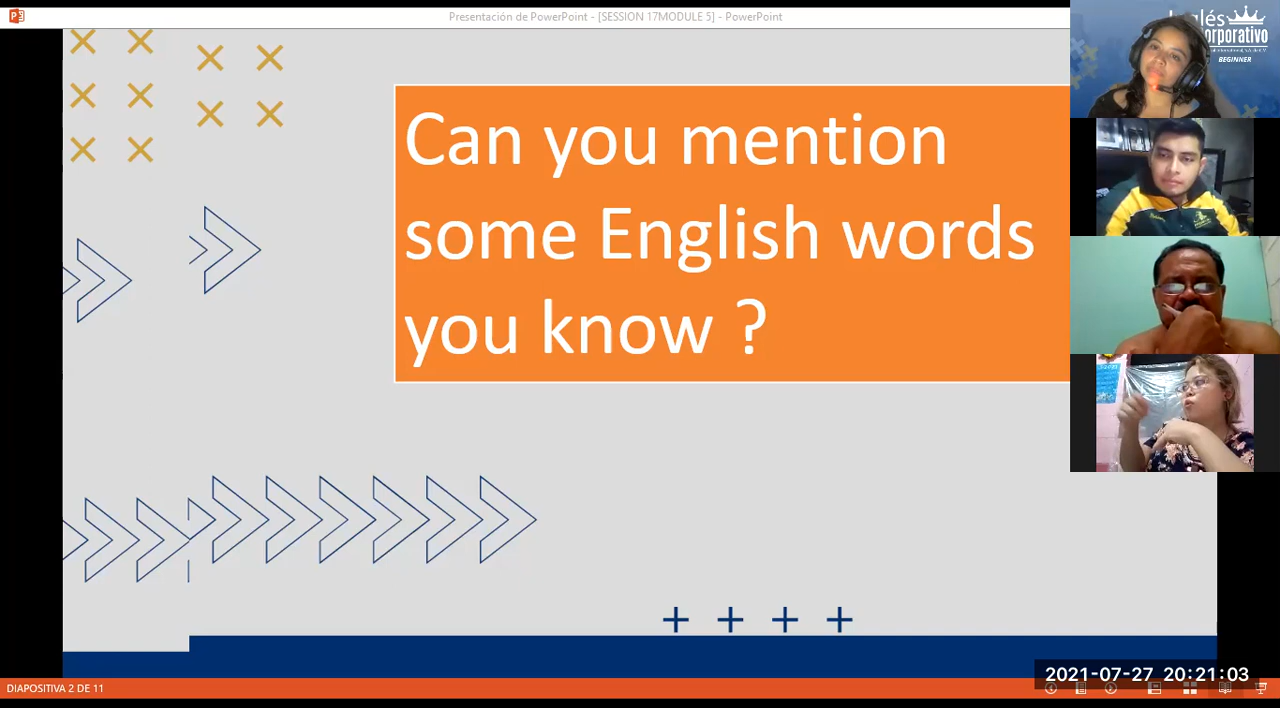 Presentación de PowerPoint - [SESSION 17MODULE 5] - PowerPoint
BEGINNER
Can you mention
some English words
you know ?
2021-07-27 20:21:03
DIAPOSITIVA 2 DE 11